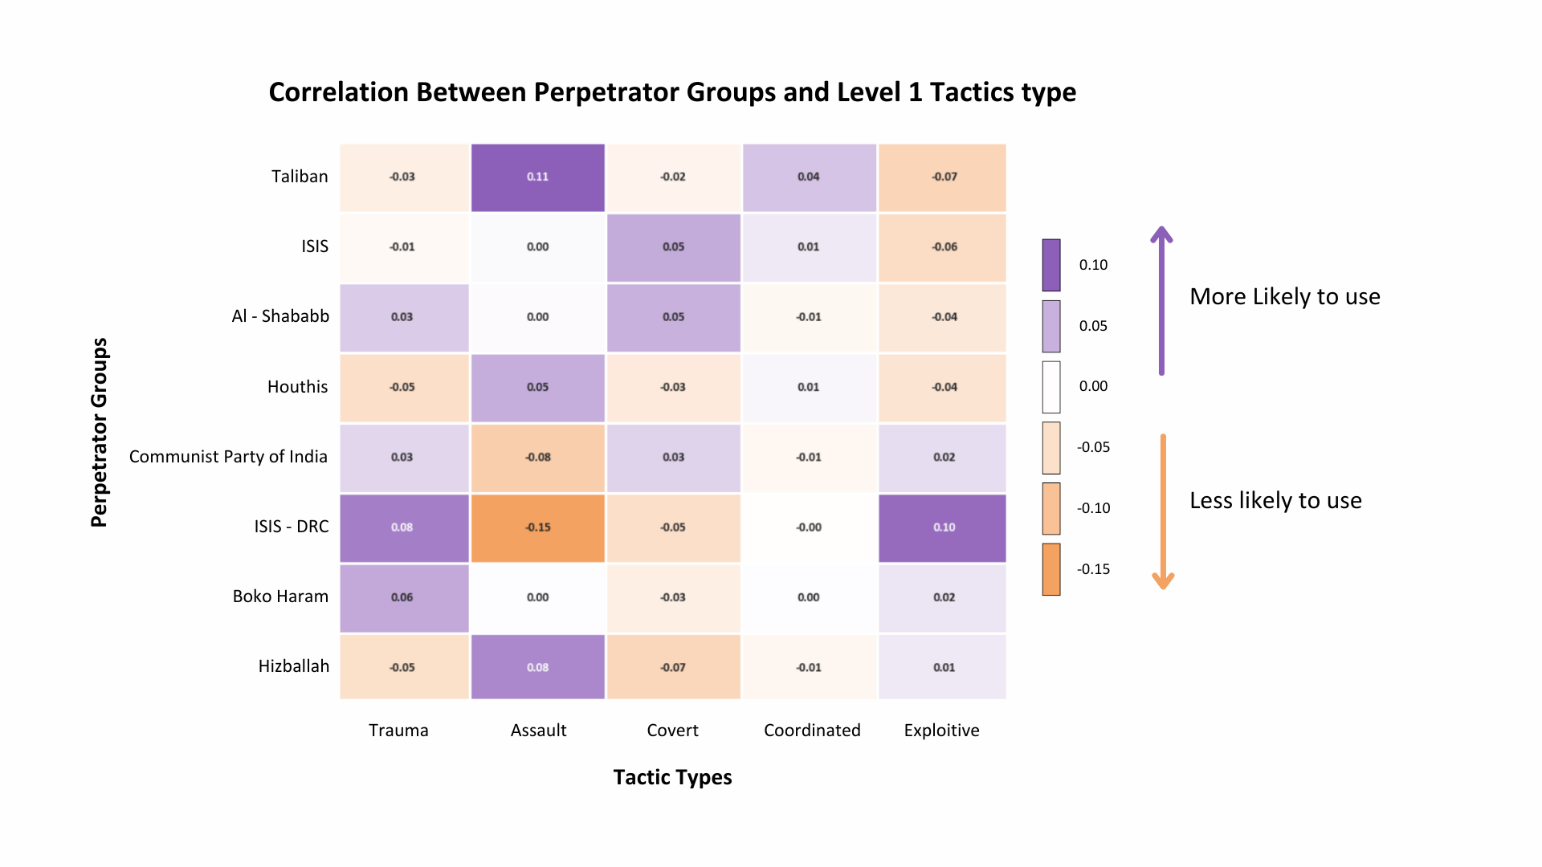 Correlation Between Perpetrator Groups and Level 1 Tactics type
Perpetrator Groups
Taliban -0.03 0.11 -0.02 0.04 -0.07
ISIS -0.01 0.00 0.05 0.01 -0.06
Al - Shababb 0.03 0.00 0.05 -0.01 -0.04
Houthis -0.05 0.05 -0.03 0.01 -0.04
Communist Party of India 0.03 -0.08 0.03 -0.01 0.02
ISIS - DRC 0.08 -0.15 -0.05 -0.00 0.10
Boko Haram 0.06 0.00 -0.03 0.00 0.02
Hizballah -0.05 0.08 -0.07 -0.01 0.01
Trauma Assault Covert Coordinated Exploitive
Tactic Types
0.10
0.05
0.00
-0.05
-0.10
-0.15
More Likely to use
Less likely to use